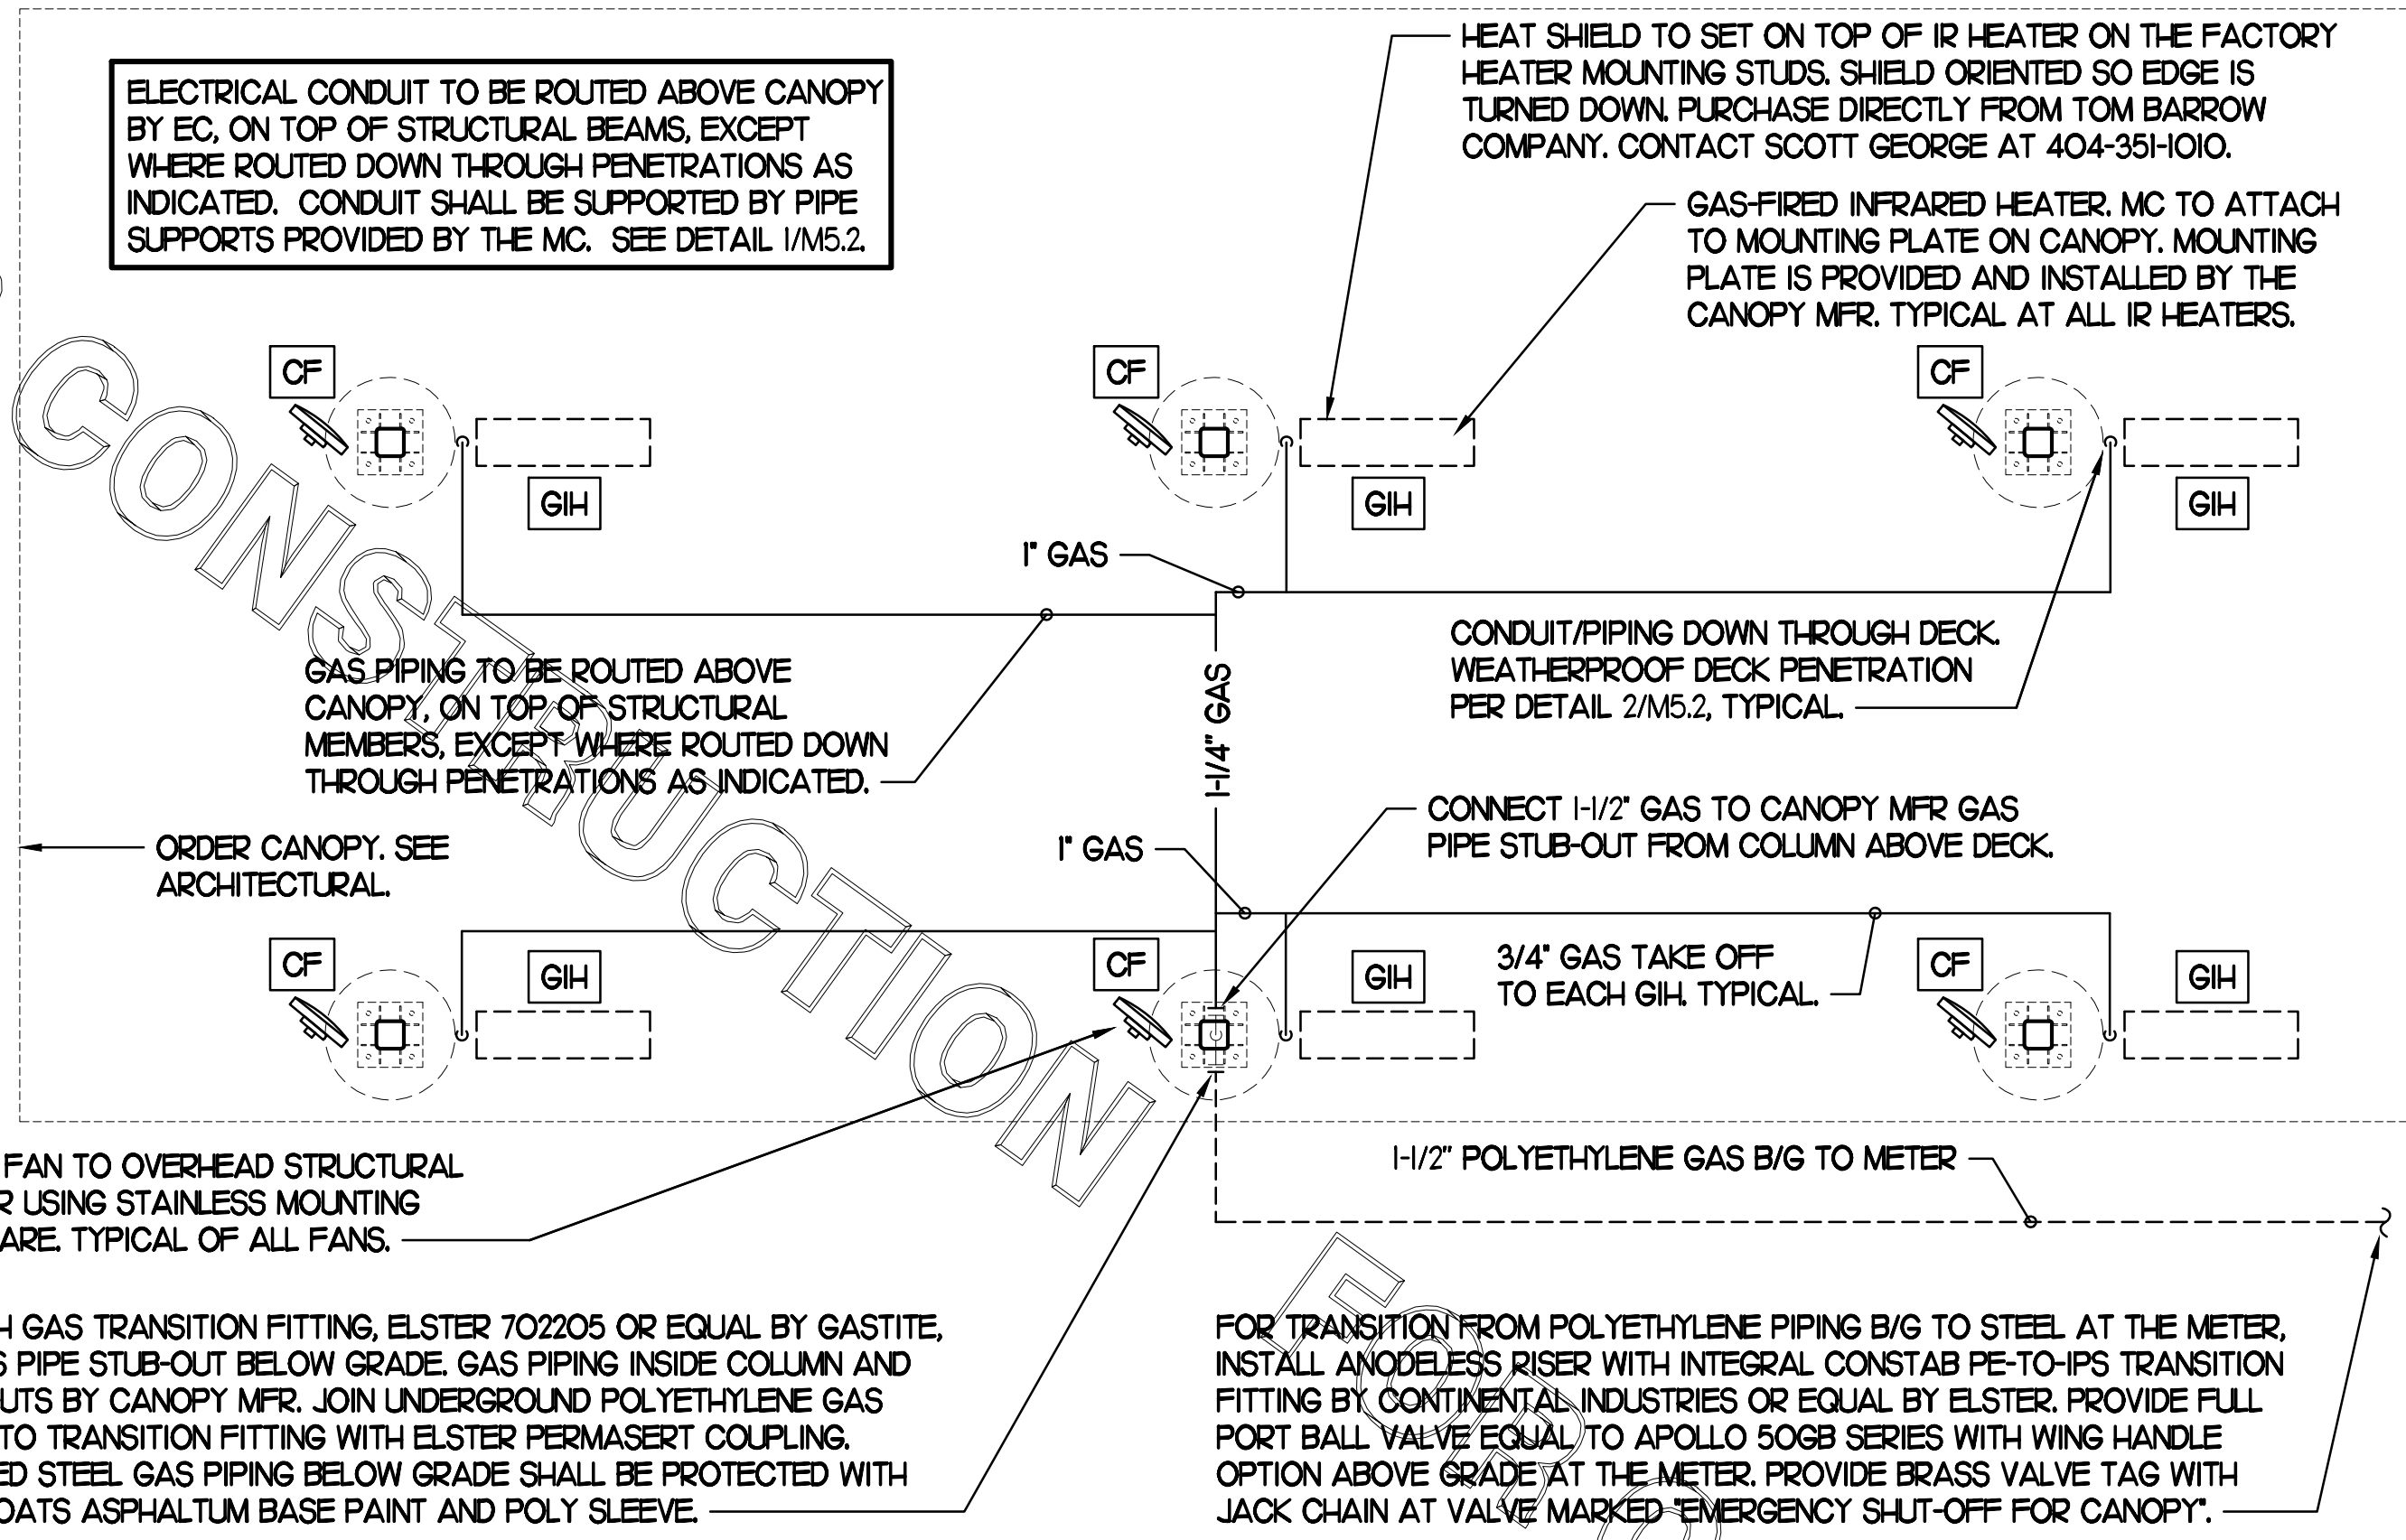 ELECTRICAL CONDUIT TO BE ROUTED ABOVE CANOPY
BY EC, ON TOP OF STRUCTURAL BEAMS, EXCEPT
WHERE ROUTED DOWN THROUGH PENETRATIONS AS
INDICATED. CONDUIT SHALL BE SUPPORTED BY PIPE
SUPPORTS PROVIDED BY THE MC. SEE DETAIL 1/M5.2.
HEAT SHIELD TO SET ON TOP OF IR HEATER ON THE FACTORY
HEATER MOUNTING STUDS. SHIELD ORIENTED SO EDGE IS
TURNED DOWN. PURCHASE DIRECTLY FROM TOM BARROW
COMPANY. CONTACT SCOTT GEORGE AT 404-351-1010.
GAS-FIRED INFRARED HEATER. MC TO ATTACH
TO MOUNTING PLATE ON CANOPY. MOUNTING
PLATE IS PROVIDED AND INSTALLED BY THE
CANOPY MFR. TYPICAL AT ALL IR HEATERS.
CF
CF
CF
GIH
GIH
GIH
1" GAS
CONDUIT/PIPING DOWN THROUGH DECK.
WEATHERPROOF DECK PENETRATION
PER DETAIL 2/M5.2, TYPICAL.
GAS PIPING TO BE ROUTED ABOVE
CANOPY, ON TOP OF STRUCTURAL
MEMBERS, EXCEPT WHERE ROUTED DOWN
THROUGH PENETRATIONS AS INDICATED.
1-1/4" GAS
ORDER CANOPY. SEE
ARCHITECTURAL.
1" GAS
CONNECT 1-1/2" GAS TO CANOPY MFR GAS
PIPE STUB-OUT FROM COLUMN ABOVE DECK.
CF
GIH
CF
GIH
3/4" GAS TAKE OFF
TO EACH GIH. TYPICAL.
CF
GIH
CONSTRUCTION
FAN TO OVERHEAD STRUCTURAL
R USING STAINLESS MOUNTING
ARE. TYPICAL OF ALL FANS.
1-1/2" POLYETHYLENE GAS B/G TO METER
H GAS TRANSITION FITTING, ELSTER 702205 OR EQUAL BY GASTITE,
S PIPE STUB-OUT BELOW GRADE. GAS PIPING INSIDE COLUMN AND
UTS BY CANOPY MFR. JOIN UNDERGROUND POLYETHYLENE GAS
TO TRANSITION FITTING WITH ELSTER PERMASERT COUPLING.
ED STEEL GAS PIPING BELOW GRADE SHALL BE PROTECTED WITH
OATS ASPHALTUM BASE PAINT AND POLY SLEEVE.
FOR TRANSITION FROM POLYETHYLENE PIPING B/G TO STEEL AT THE METER,
INSTALL ANODELESS RISER WITH INTEGRAL CONSTAB PE-TO-IPS TRANSITION
FITTING BY CONTINENTAL INDUSTRIES OR EQUAL BY ELSTER. PROVIDE FULL
PORT BALL VALVE EQUAL TO APOLLO 50GB SERIES WITH WING HANDLE
OPTION ABOVE GRADE AT THE METER. PROVIDE BRASS VALVE TAG WITH
JACK CHAIN AT VALVE MARKED "EMERGENCY SHUT-OFF FOR CANOPY".
FOR